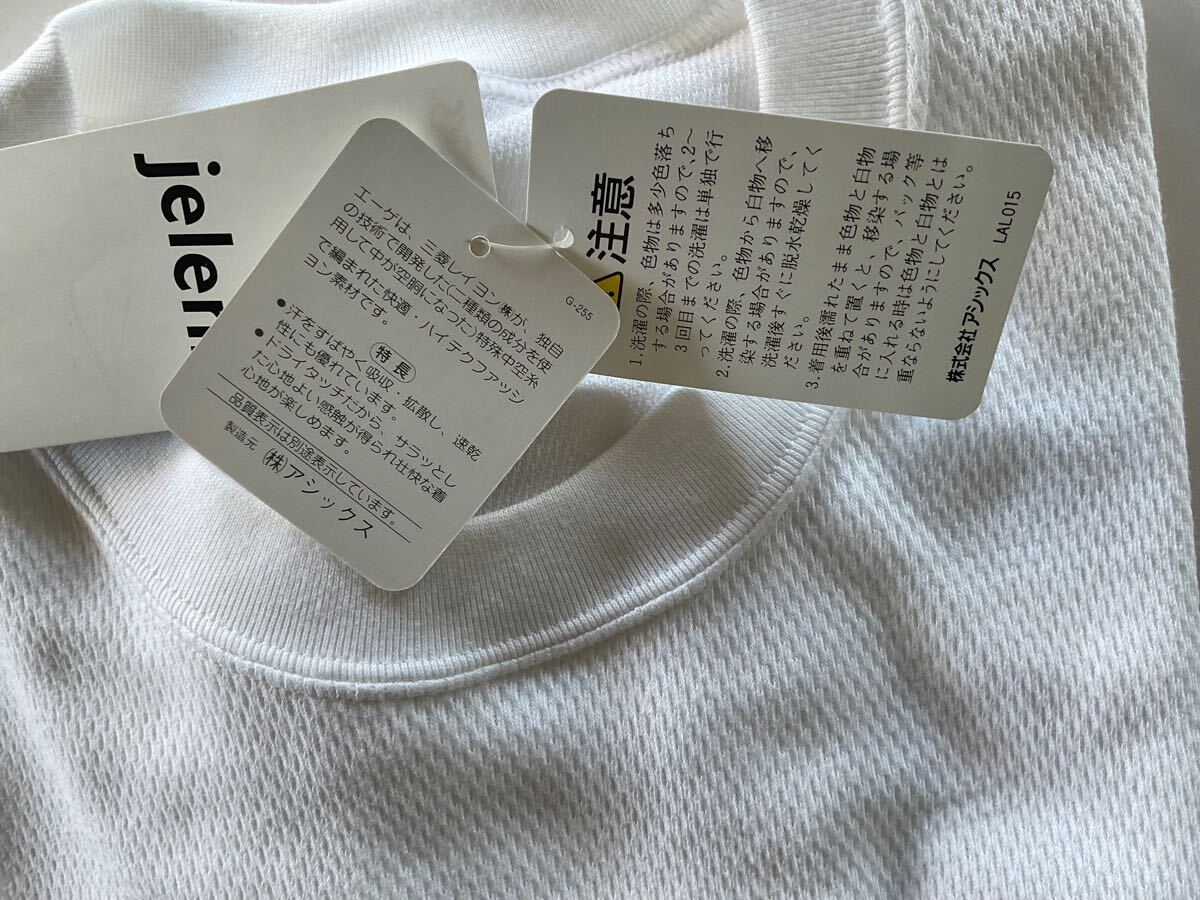 jelen
G-255
エーゲは、三菱レイヨン㈱が、独自
の技術で開発した(二種類の成分を使
用して中が空胴になった)特殊中空糸
で編まれた快適・ハイテクファッシ
ョン素材です。
特長
•汗をすばやく吸収・拡散し、速乾
性にも優れています。
•ドライタッチだから、サラッとし
た心地よい感触が得られ壮快な着
心地が楽しめます。
品質表示は別途表示しています。
製造元 ㈱アシックス
注意
1.洗濯の際、色物は多少色落ち
する場合がありますので、2〜
3回目までの洗濯は単独で行
ってください。
2.洗濯の際、色物から白物へ移
染する場合がありますので、
洗濯後すぐに脱水乾燥してく
ださい。
3.着用後濡れたまま色物と白物
を重ねて置くと、移染する場
合がありますので、バック等
に入れる時は色物と白物とは
重ならないようにしてください。
株式会社アシックス LAL015